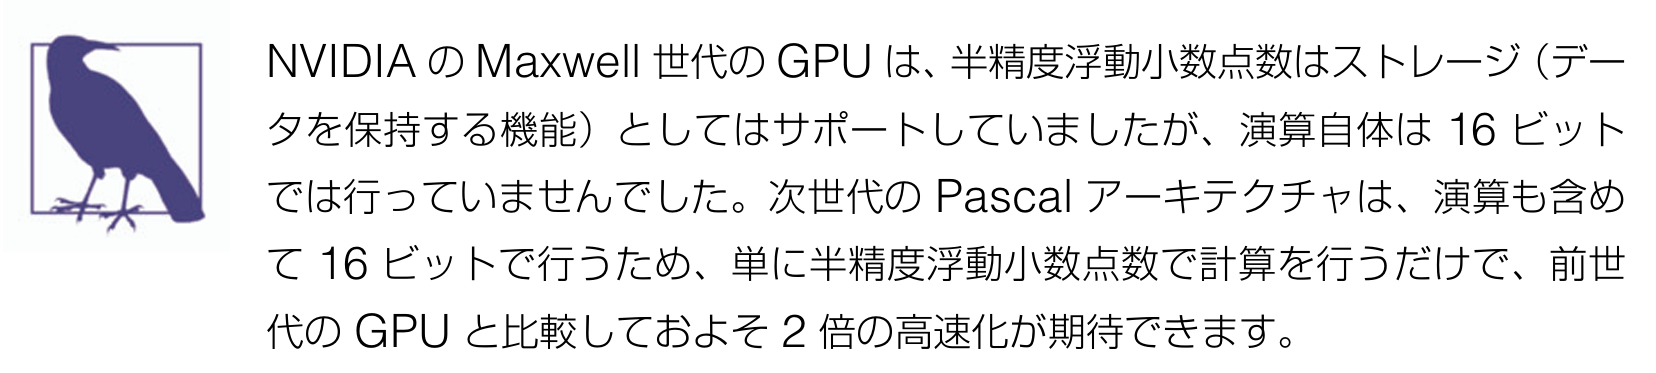 NVIDIA の Maxwell 世代の GPU は、半精度浮動小数点数はストレージ（デー
タを保持する機能）としてはサポートしていましたが、演算自体は 16 ビット
では行っていませんでした。次世代の Pascal アーキテクチャは、演算も含め
て 16 ビットで行うため、単に半精度浮動小数点数で計算を行うだけで、前世
代の GPU と比較しておよそ 2 倍の高速化が期待できます。